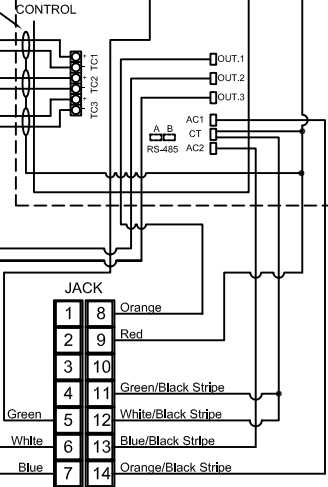 CONTROL
+
-
TC1
+
-
TC2
+
-
TC3
OUT.1
OUT.2
OUT.3
AC1
A B
CT
RS-485
AC2
JACK
1 8 Orange
2 9 Red
3 10
4 11 Green/Black Stripe
Green 5 12 White/Black Stripe
White 6 13 Blue/Black Stripe
Blue 7 14 Orange/Black Stripe